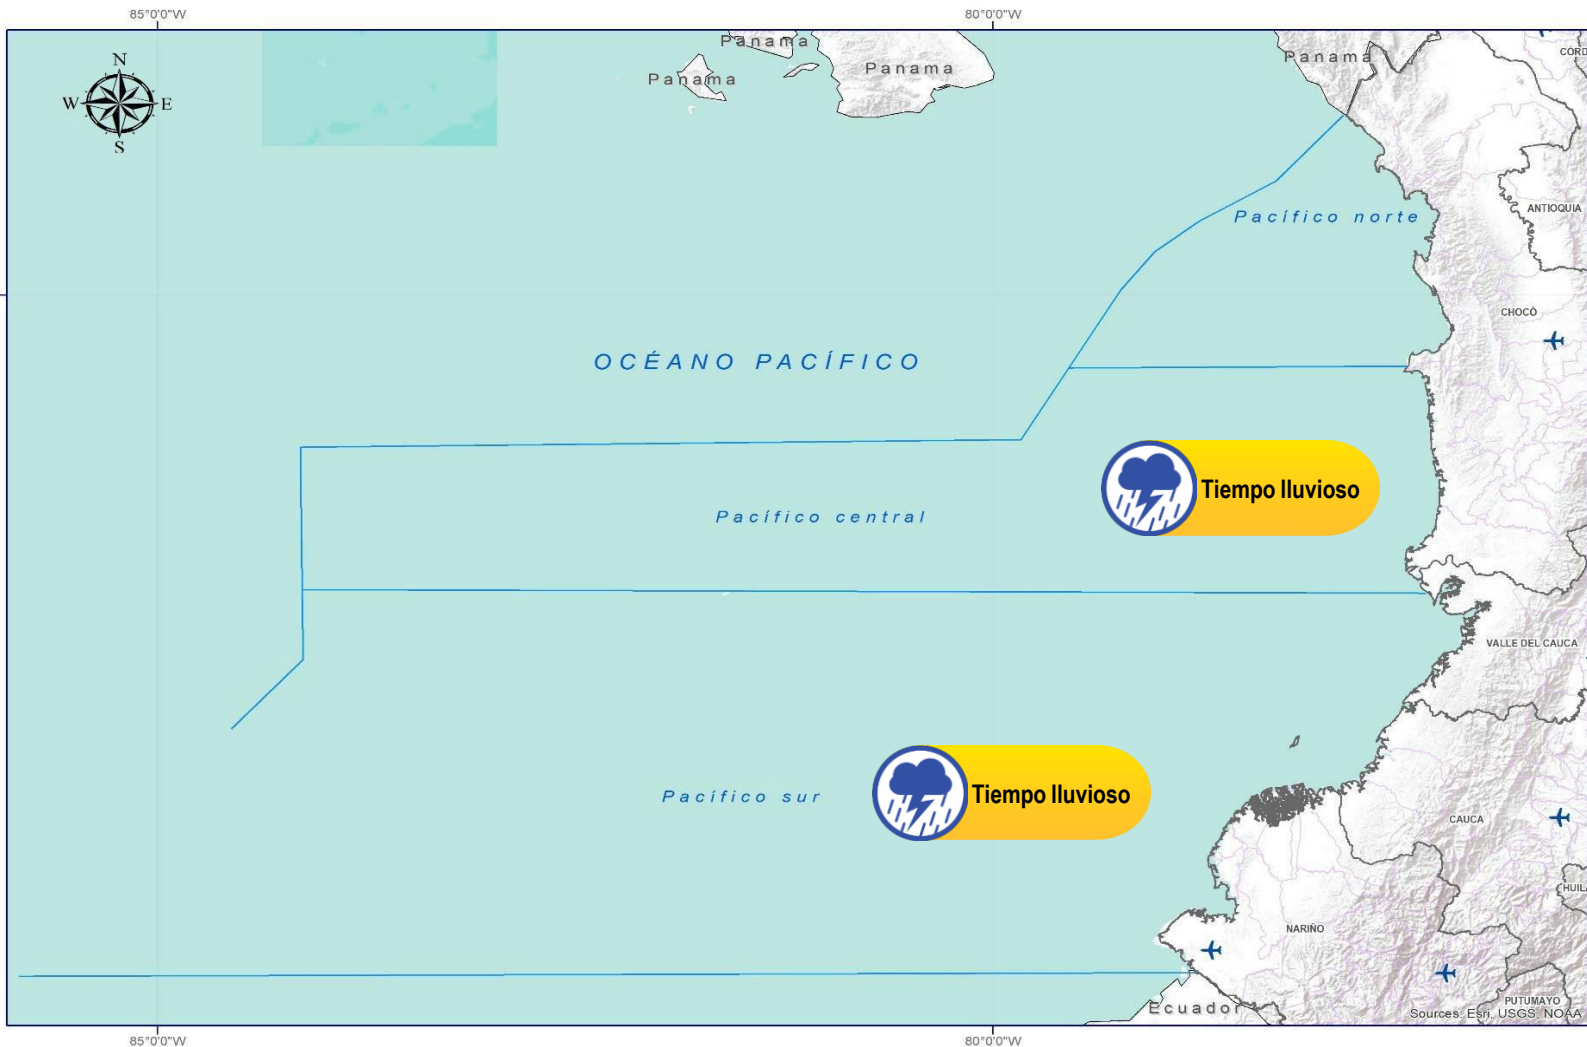 85°0'0"W
80°0'0"W
N
W
E
S
Panama
Panama
Panama
Panama
CORD
ANTIOQUIA
Pacífico norte
CHOCÓ
OCÉANO PACÍFICO
Tiempo lluvioso
Pacífico central
VALLE DEL CAUCA
Tiempo lluvioso
Pacífico sur
CAUCA
HUILA
NARIÑO
PUTUMAYO
Ecuador
Sources: Esri, USGS, NOAA
85°0'0"W
80°0'0"W